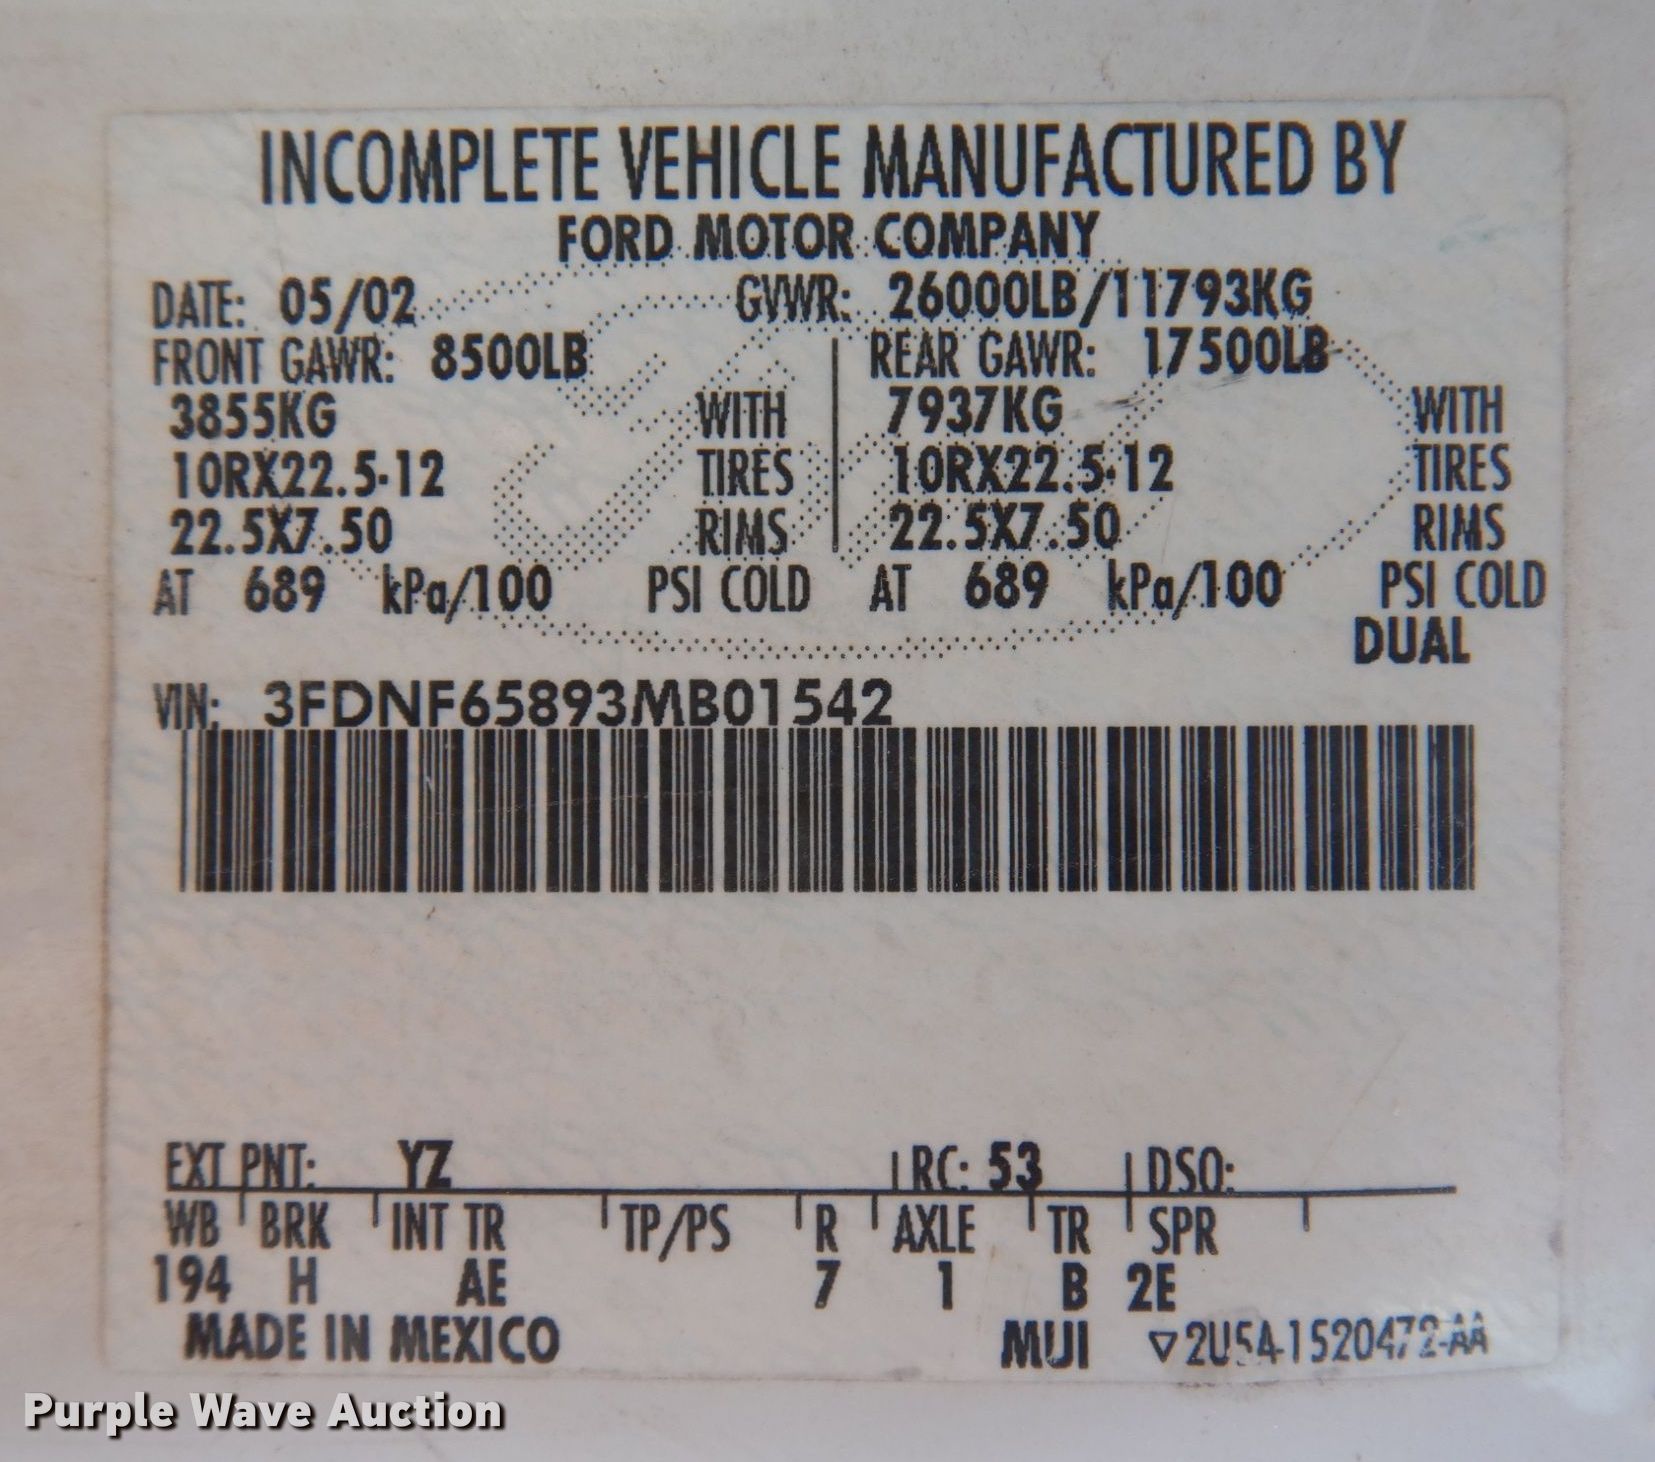 INCOMPLETE VEHICLE MANUFACTURED BY
FORD MOTOR COMPANY
DATE: 05/02 GVWR: 26000LB/11793KG
FRONT GAWR: 8500LB REAR GAWR: 17500LB
3855KG WITH 7937KG WITH
10RX22.5-12 TIRES 10RX22.5-12 TIRES
22.5X7.50 RIMS 22.5X7.50 RIMS
AT 689 kPa/100 PSI COLD AT 689 kPa/100 PSI COLD
DUAL
VIN: 3FDNF65893MB01542
EXT PNT: YZ RC: 53 DSO:
WB BRK INT TR TP/PS R AXLE TR SPR
194 H AE 7 1 B 2E
MADE IN MEXICO MUI ▽2U5A-1520472-AA
Purple Wave Auction